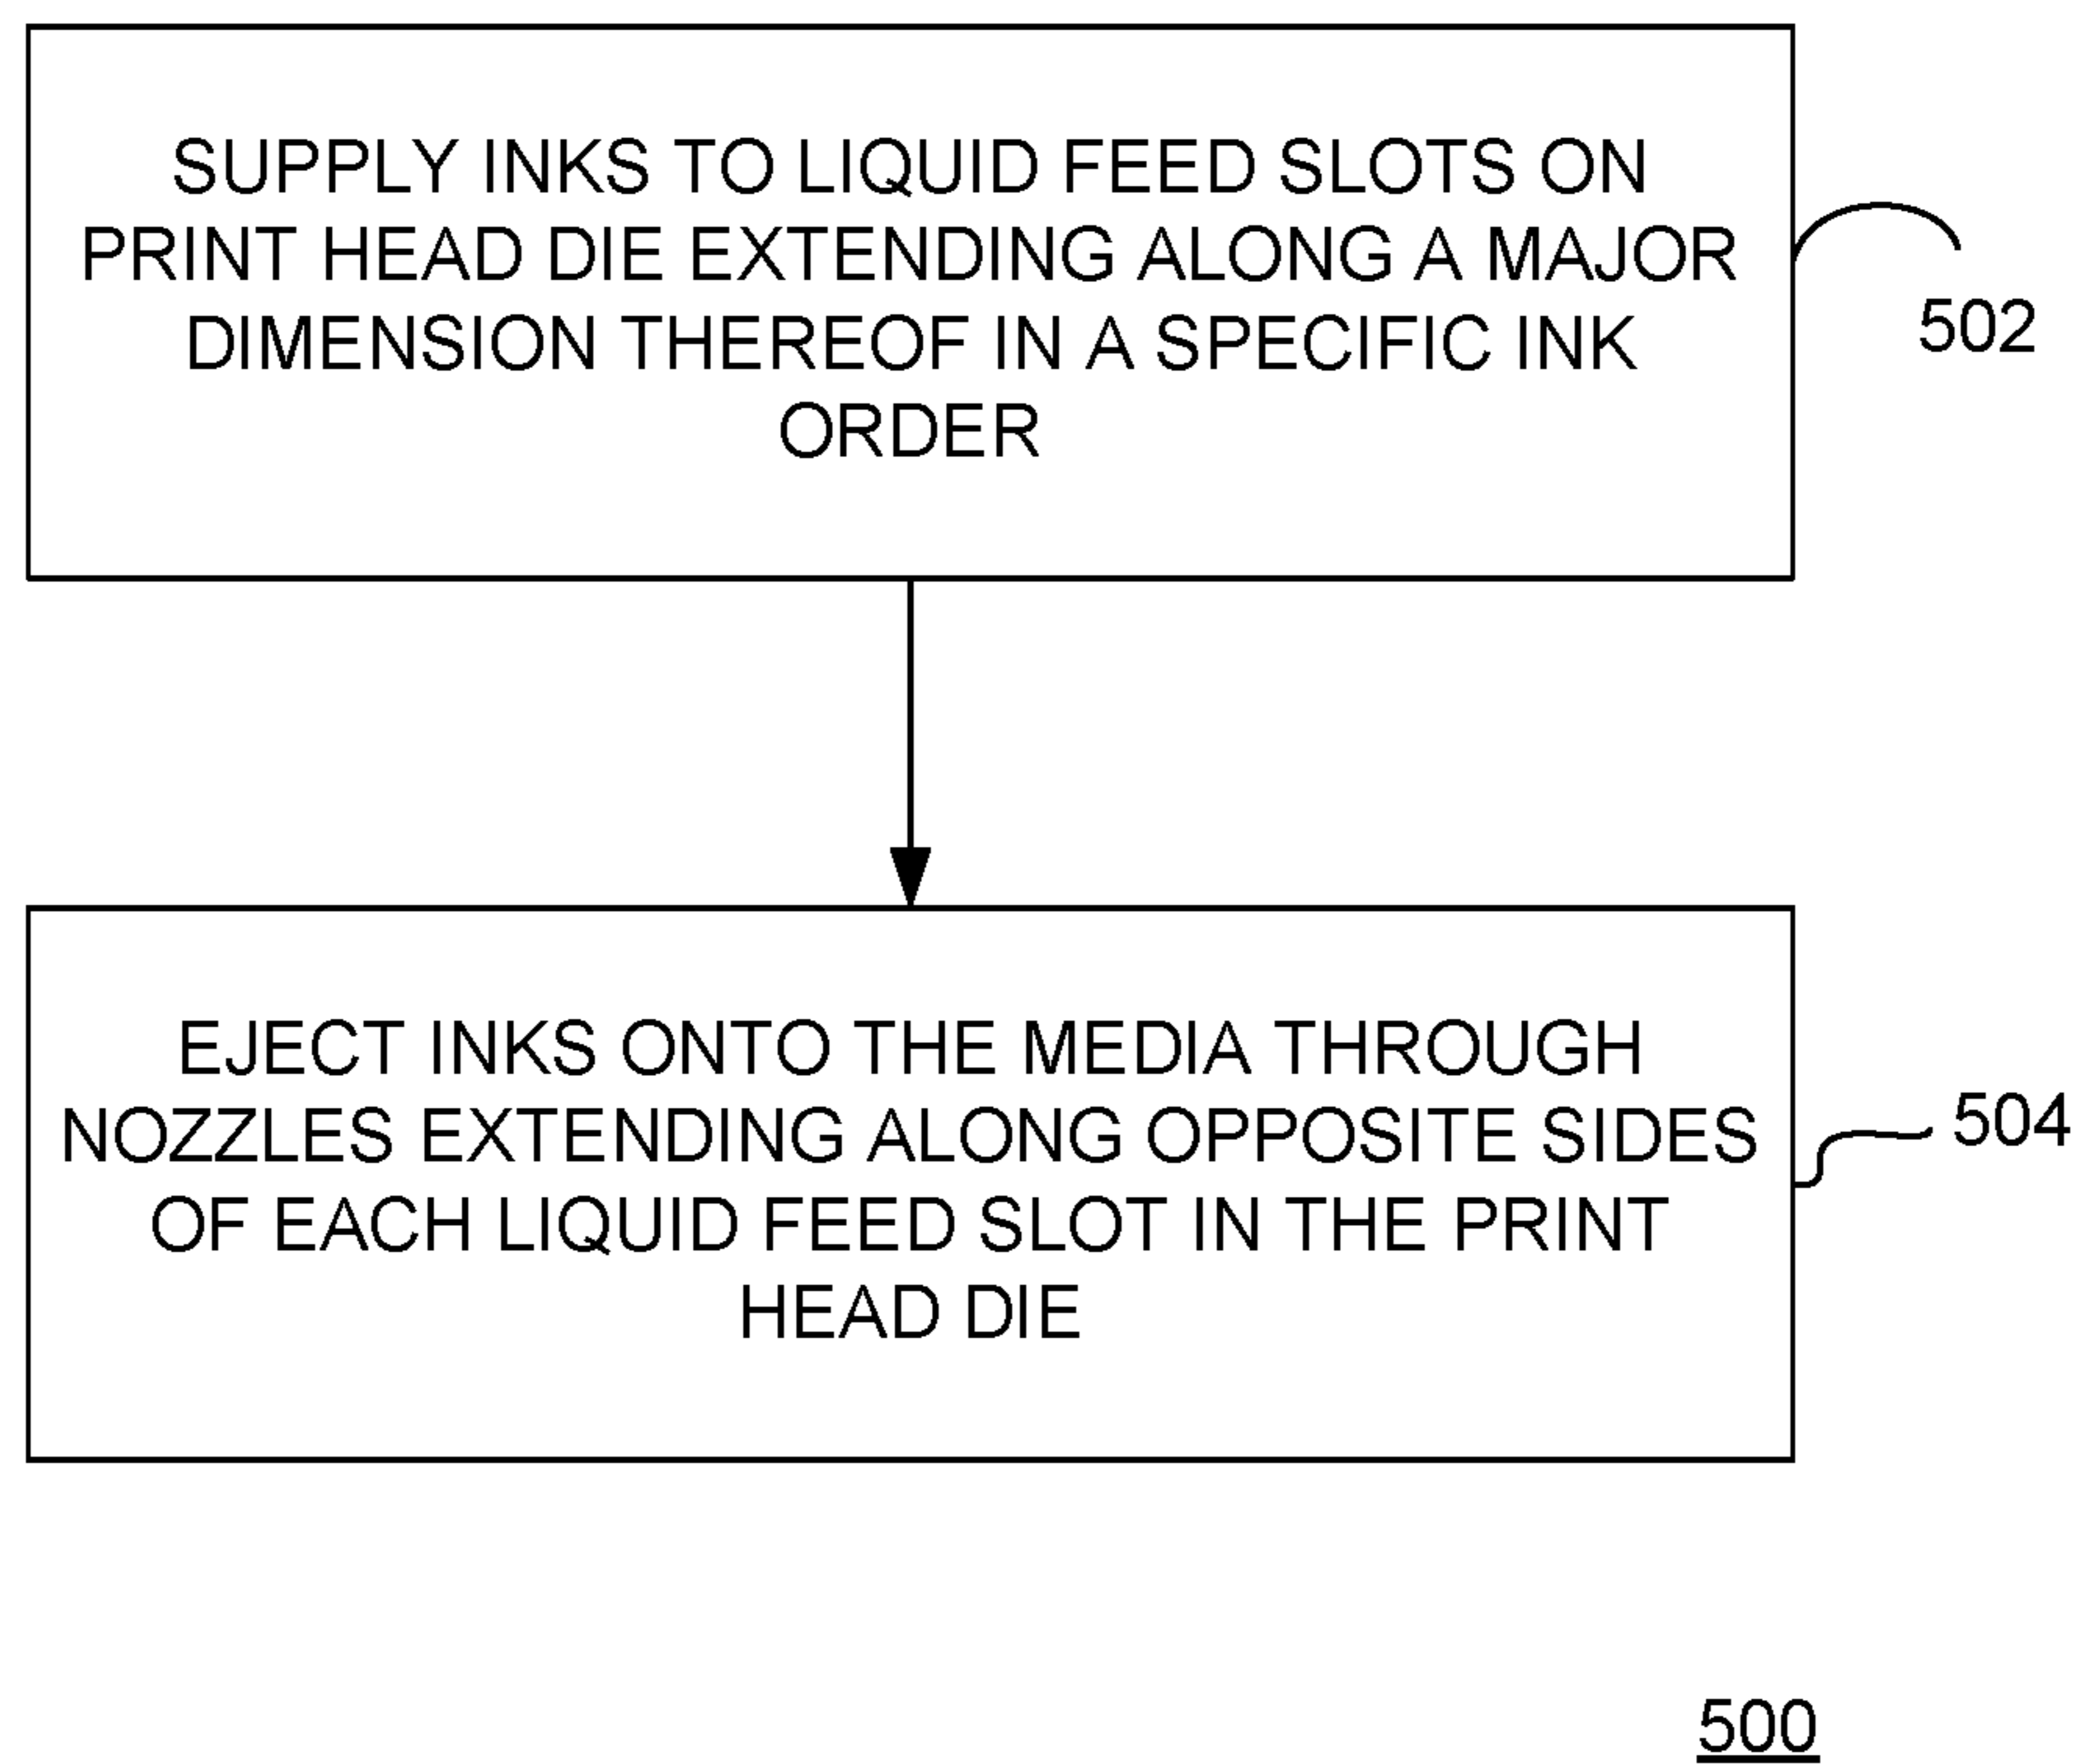 SUPPLY INKS TO LIQUID FEED SLOTS ON
PRINT HEAD DIE EXTENDING ALONG A MAJOR
DIMENSION THEREOF IN A SPECIFIC INK
ORDER
502
EJECT INKS ONTO THE MEDIA THROUGH
NOZZLES EXTENDING ALONG OPPOSITE SIDES
OF EACH LIQUID FEED SLOT IN THE PRINT
HEAD DIE
504
500